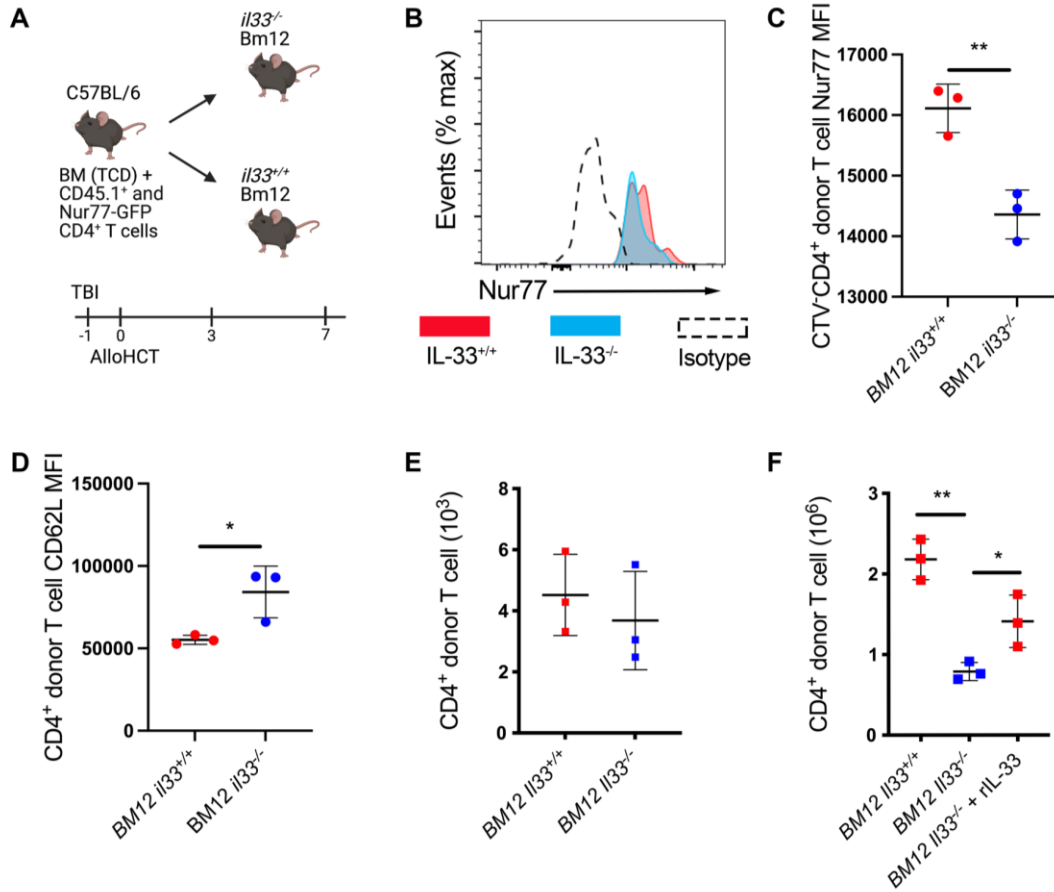 A
il33-/-
Bm12
C57BL/6
BM (TCD) +
CD45.1+ and
Nur77-GFP
CD4+ T cells
il33+/+
Bm12
TBI
-1 0 3 7
AlloHCT
B
Events (% max)
Nur77
IL-33+/+
IL-33-/-
Isotype
C
CTV-CD4+ donor T cell Nur77 MFI
17000
16000
15000
14000
13000
**
BM12 il33+/+
BM12 il33-/-
D
CD4+ donor T cell CD62L MFI
150000
100000
50000
0
*
BM12 il33+/+
BM12 il33-/-
E
CD4+ donor T cell (103)
8
6
4
2
0
BM12 Il33+/+
BM12 Il33-/-
F
CD4+ donor T cell (106)
3
2
1
0
**
*
BM12 Il33+/+
BM12 Il33-/-
BM12 Il33-/- + rIL-33